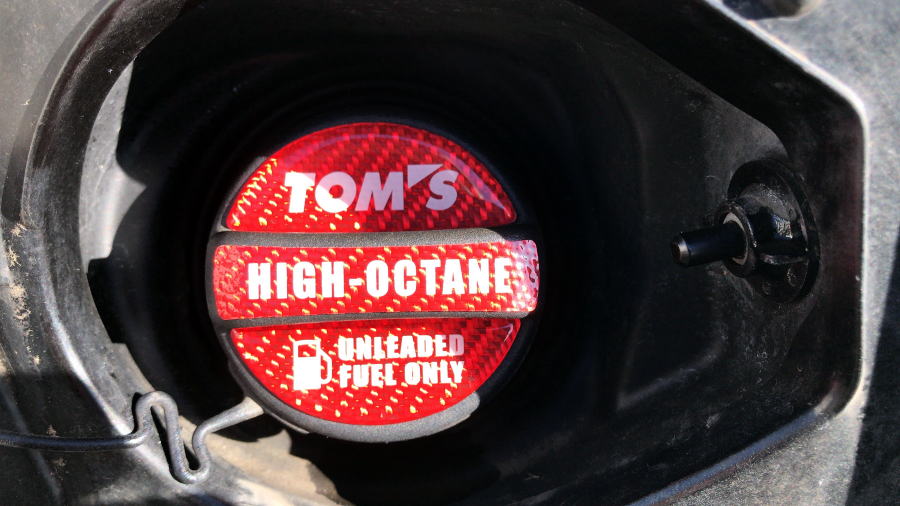 TOM'S
HIGH-OCTANE
UNLEADED
FUEL ONLY